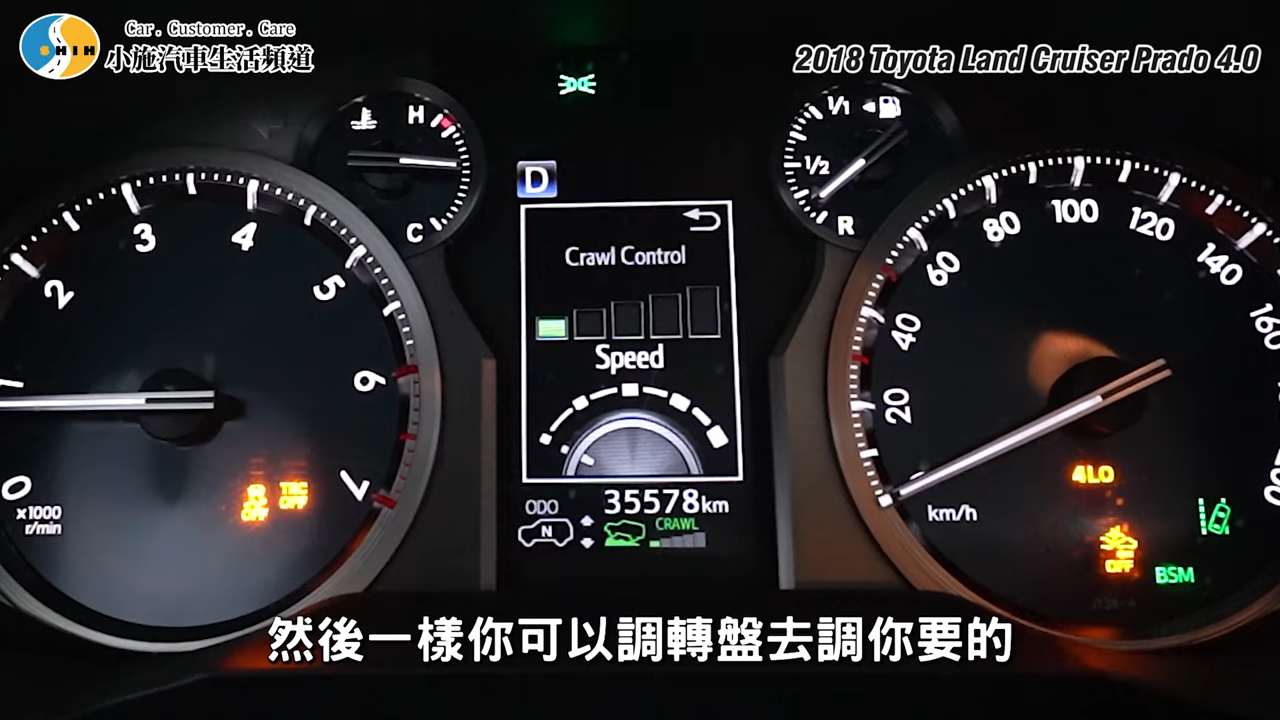 Car . Customer . Care
SHIH
小施汽車生活頻道
2018 Toyota Land Cruiser Prado 4.0
H
C
1/1
1/2
R
D
Crawl Control
Speed
ODO 35578km
N
CRAWL
0
2
3
4
5
6
7
x1000
r/min
OFF
TRC
OFF
20
40
60
80
100
120
140
160
km/h
4LO
OFF
BSM
然後一樣你可以調轉盤去調你要的